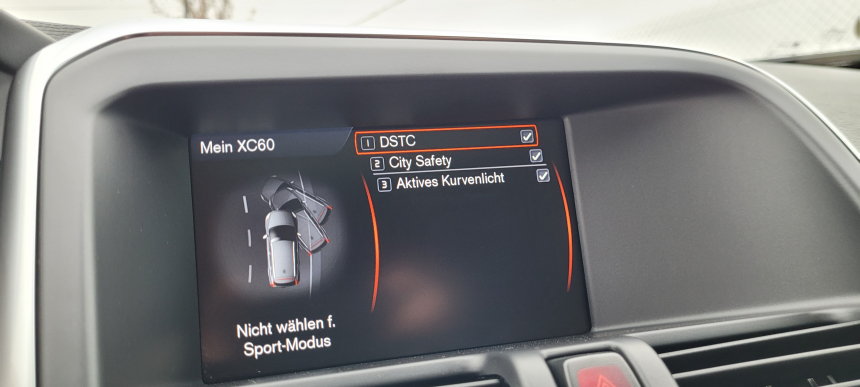 Mein XC60
1 DSTC
2 City Safety
3 Aktives Kurvenlicht
Nicht wählen f.
Sport-Modus